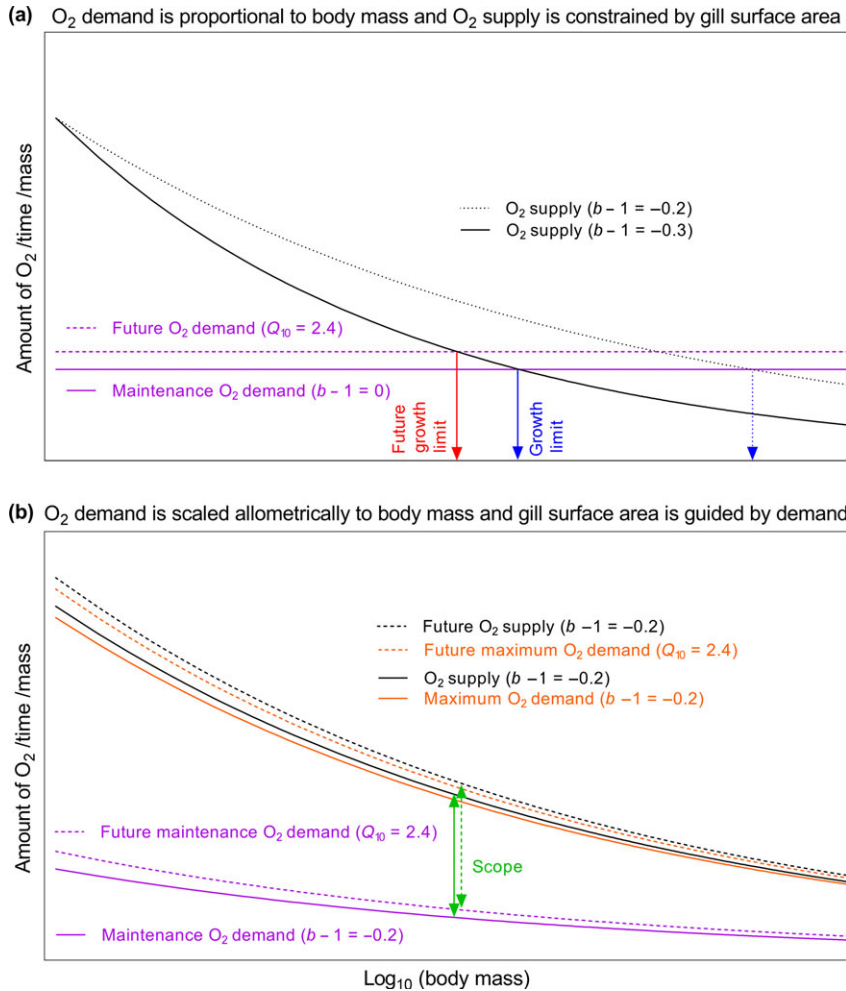 (a) O₂ demand is proportional to body mass and O₂ supply is constrained by gill surface area
Amount of O₂ /time /mass
O₂ supply (b – 1 = –0.2)
O₂ supply (b – 1 = –0.3)
Future O₂ demand (Q₁₀ = 2.4)
Maintenance O₂ demand (b – 1 = 0)
Future
growth
limit
Growth
limit
(b) O₂ demand is scaled allometrically to body mass and gill surface area is guided by demand
Amount of O₂ /time /mass
Future O₂ supply (b –1 = –0.2)
Future maximum O₂ demand (Q₁₀ = 2.4)
O₂ supply (b –1 = –0.2)
Maximum O₂ demand (b –1 = –0.2)
Future maintenance O₂ demand (Q₁₀ = 2.4)
Scope
Maintenance O₂ demand (b –1 = –0.2)
Log₁₀ (body mass)